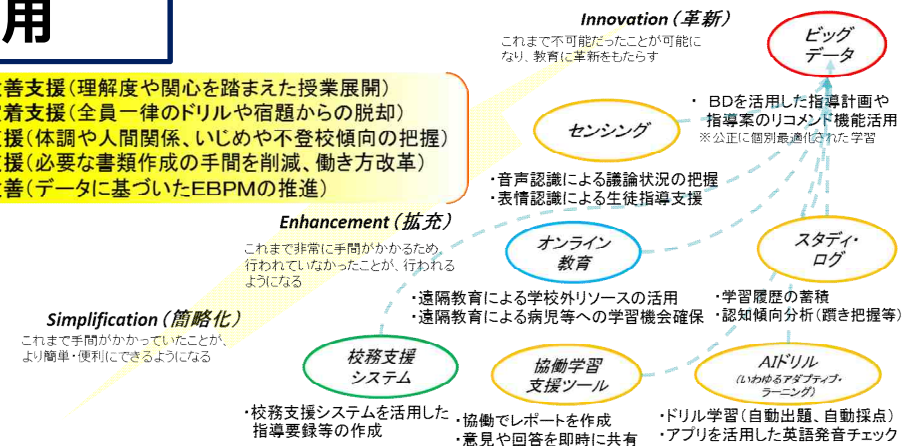 用
善支援(理解度や関心を踏まえた授業展開)
着支援(全員一律のドリルや宿題からの脱却)
援(体調や人間関係、いじめや不登校傾向の把握)
援(必要な書類作成の手間を削減、働き方改革)
善(データに基づいたEBPMの推進)
Innovation(革新)
これまで不可能だったことが可能に
なり、教育に革新をもたらす
ビッグ
データ
・ BDを活用した指導計画や
指導案のリコメンド機能活用
※公正に個別最適化された学習
センシング
・音声認識による議論状況の把握
・表情認識による生徒指導支援
Enhancement(拡充)
これまで非常に手間がかかるため、
行われていなかったことが、行われる
ようになる
オンライン
教育
・遠隔教育による学校外リソースの活用
・遠隔教育による病児等への学習機会確保
スタディ・
ログ
・学習履歴の蓄積
・認知傾向分析(躓き把握等)
Simplification(簡略化)
これまで手間がかかっていたことが、
より簡単・便利にできるようになる
校務支援
システム
・校務支援システムを活用した
指導要録等の作成
協働学習
支援ツール
・協働でレポートを作成
・意見や回答を即時に共有
AIドリル
(いわゆるアダプティブ・
ラーニング)
・ドリル学習(自動出題、自動採点)
・アプリを活用した英語発音チェック